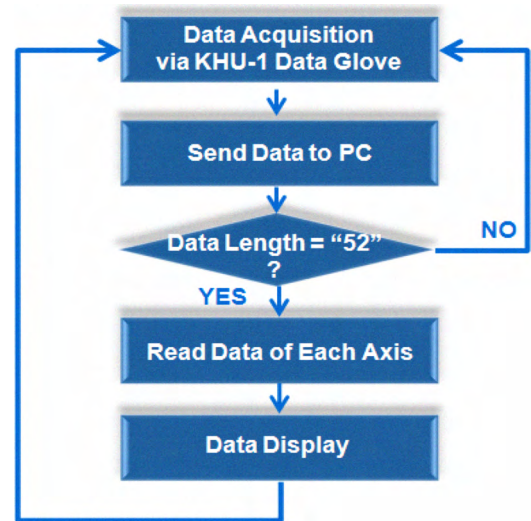 Data Acquisition
via KHU-1 Data Glove
Send Data to PC
Data Length = “52”
?
NO
YES
Read Data of Each Axis
Data Display